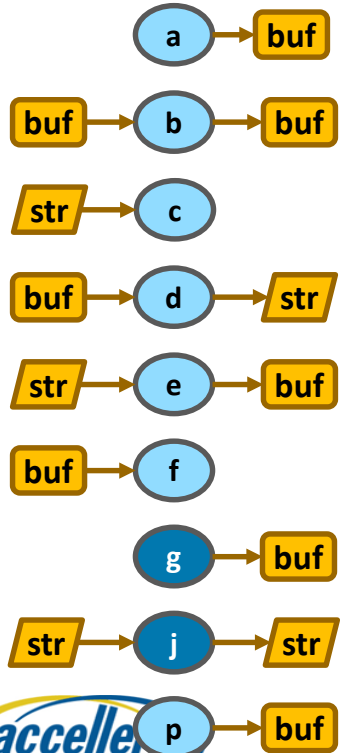 a buf
buf b buf
str c
buf d str
str e buf
buf f
g buf
str j str
p buf